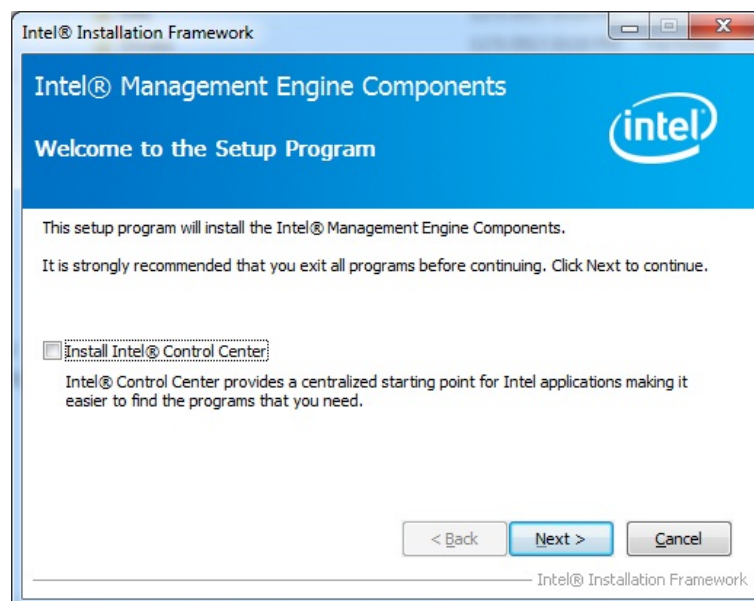 Intel® Installation Framework
Intel® Management Engine Components
intel
Welcome to the Setup Program
This setup program will install the Intel® Management Engine Components.
It is strongly recommended that you exit all programs before continuing. Click Next to continue.
Install Intel® Control Center
Intel® Control Center provides a centralized starting point for Intel applications making it
easier to find the programs that you need.
< Back Next > Cancel
Intel® Installation Framework